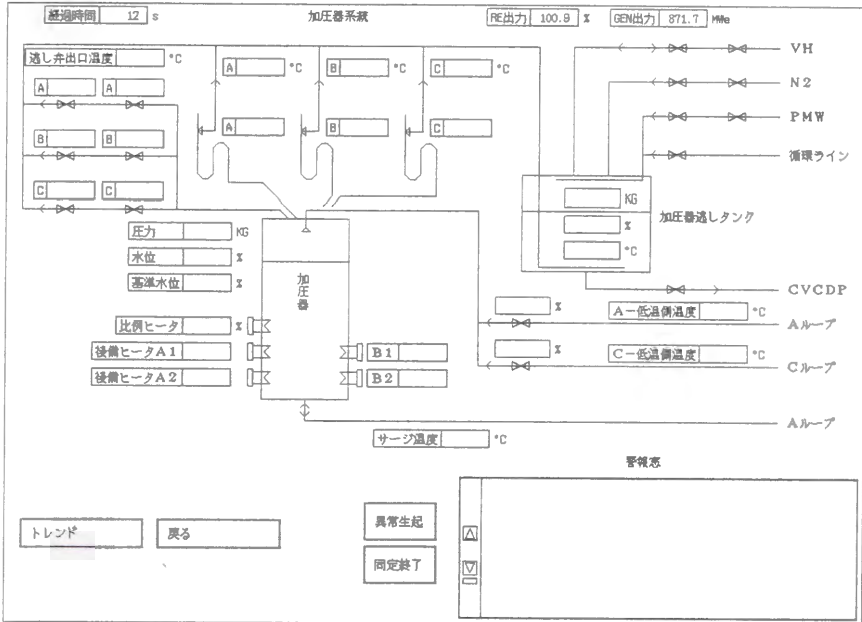 経過時間 12 s 加圧器系統 RE出力 100.9 % GEN出力 871.7 MWe
VH
逃し弁出口温度 °C
A °C B °C C °C
A A
N2
PMW
A B C
B B
循環ライン
C C
KG
加圧器逃しタンク
%
°C
圧力 KG
水位 %
基準水位 %
加圧器
CVCDP
% A-低温側温度 °C
Aループ
比例ヒータ %
後備ヒータA1 B1
% C-低温側温度 °C
Cループ
後備ヒータA2 B2
Aループ
サージ温度 °C
警報窓
トレンド 戻る
異常生起
同定終了